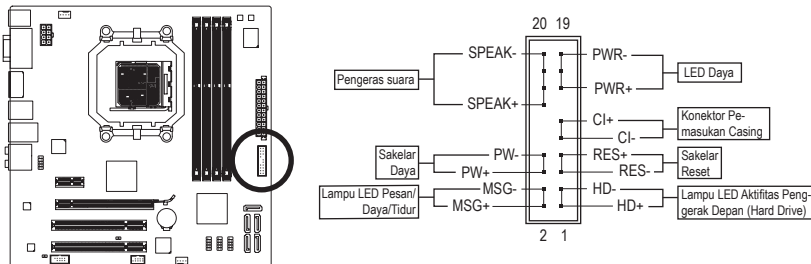 20 19
SPEAK-
PWR-
Pengeras suara
LED Daya
PWR+
SPEAK+
CI+
Konektor Pe-
masukan Casing
CI-
Sakelar
Daya
PW-
RES+
Sakelar
Reset
PW+
RES-
Lampu LED Pesan/
Daya/Tidur
MSG-
HD-
Lampu LED Aktifitas Peng-
gerak Depan (Hard Drive)
MSG+
HD+
2 1